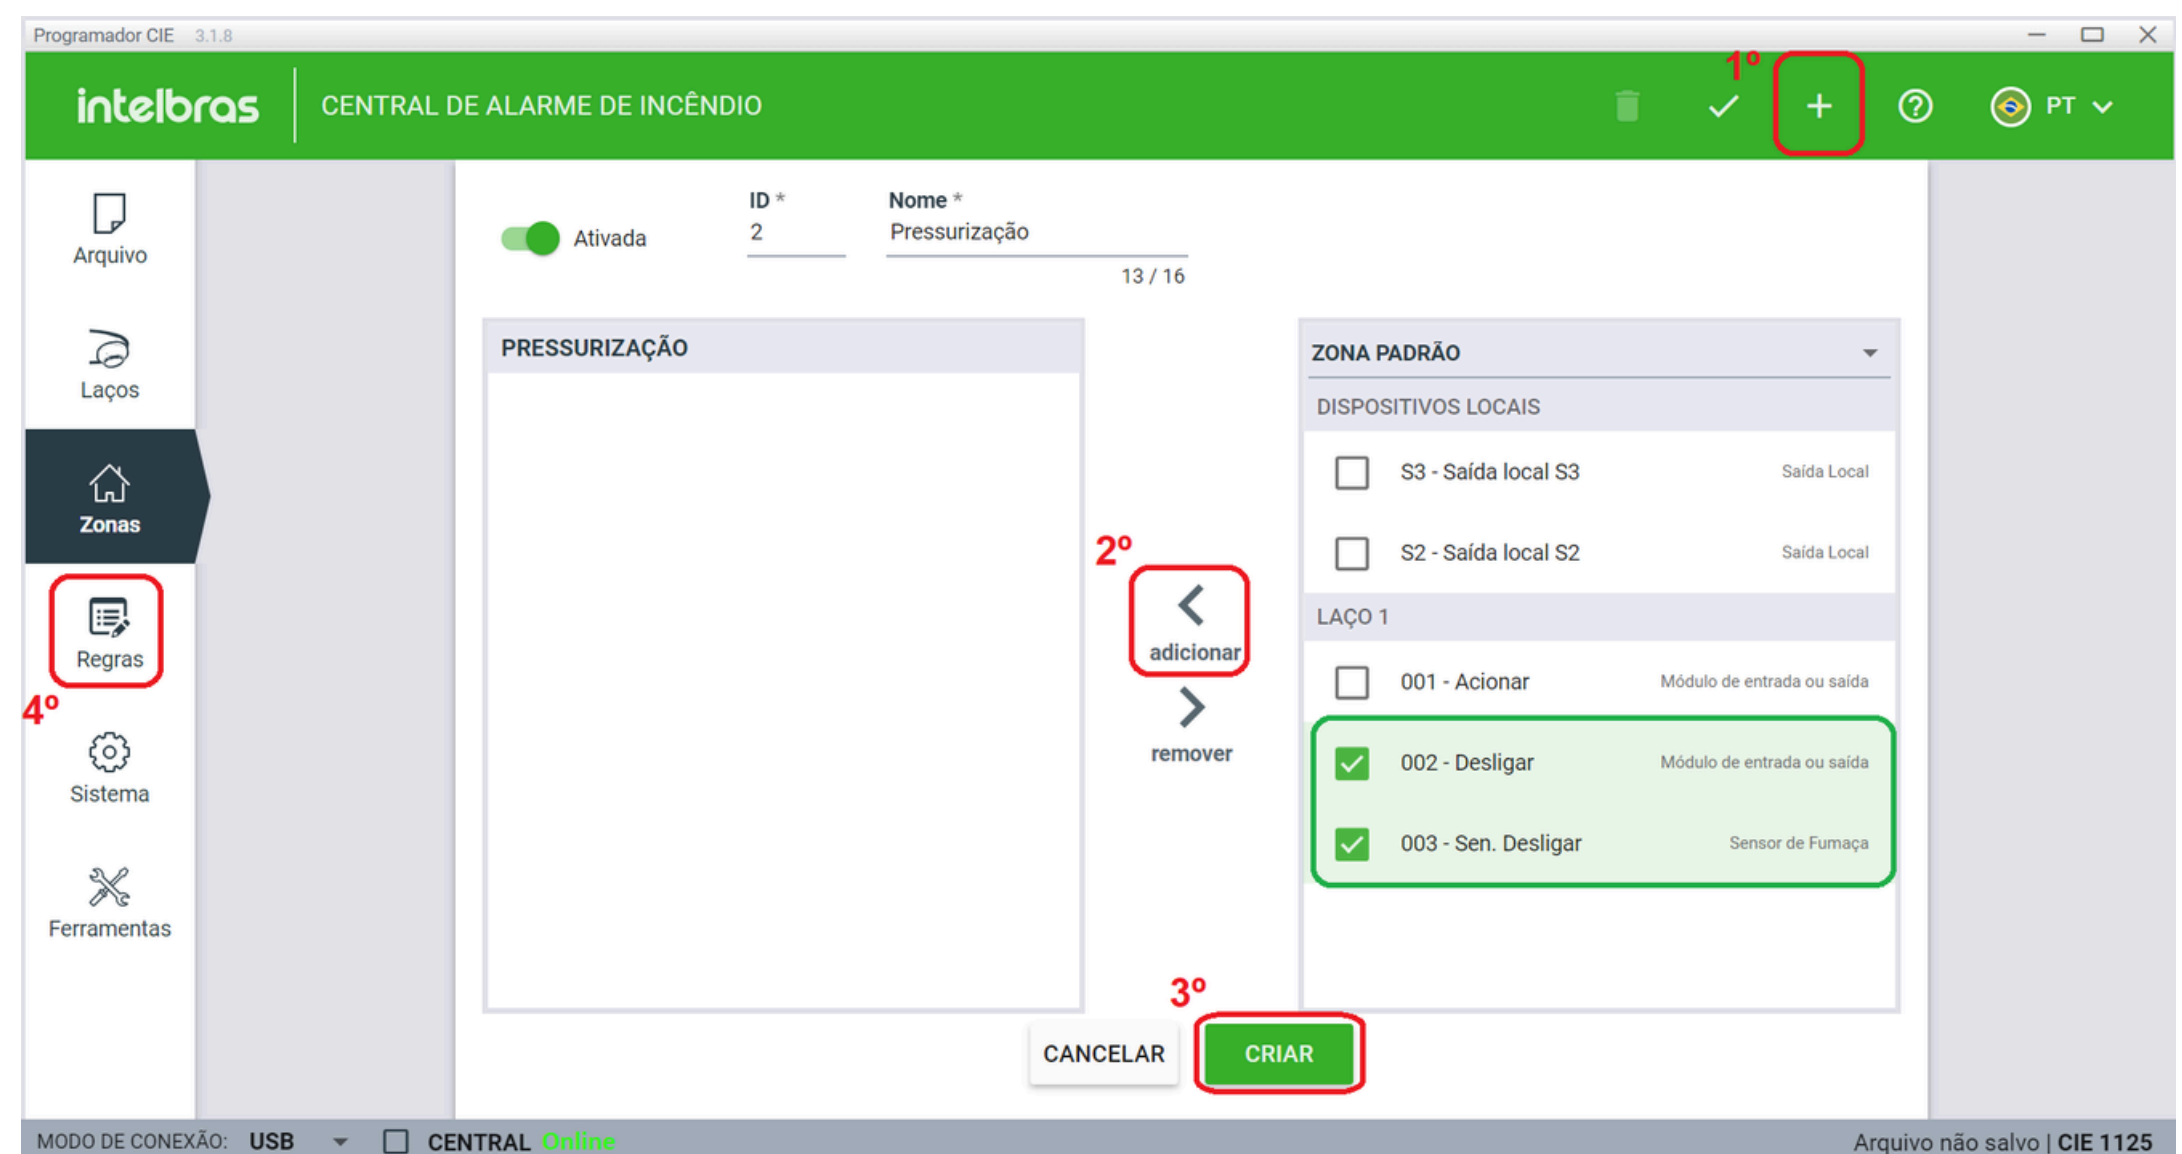 Programador CIE 3.1.8
1º
intelbras CENTRAL DE ALARME DE INCÊNDIO PT
Arquivo
Laços
Zonas
Regras
4º
Sistema
Ferramentas
Ativada
ID *
2
Nome *
Pressurização
13 / 16
PRESSURIZAÇÃO
2º
adicionar
remover
ZONA PADRÃO
DISPOSITIVOS LOCAIS
S3 - Saída local S3 Saída Local
S2 - Saída local S2 Saída Local
LAÇO 1
001 - Acionar Módulo de entrada ou saída
002 - Desligar Módulo de entrada ou saída
003 - Sen. Desligar Sensor de Fumaça
3º
CANCELAR CRIAR
MODO DE CONEXÃO: USB CENTRAL Online Arquivo não salvo | CIE 1125